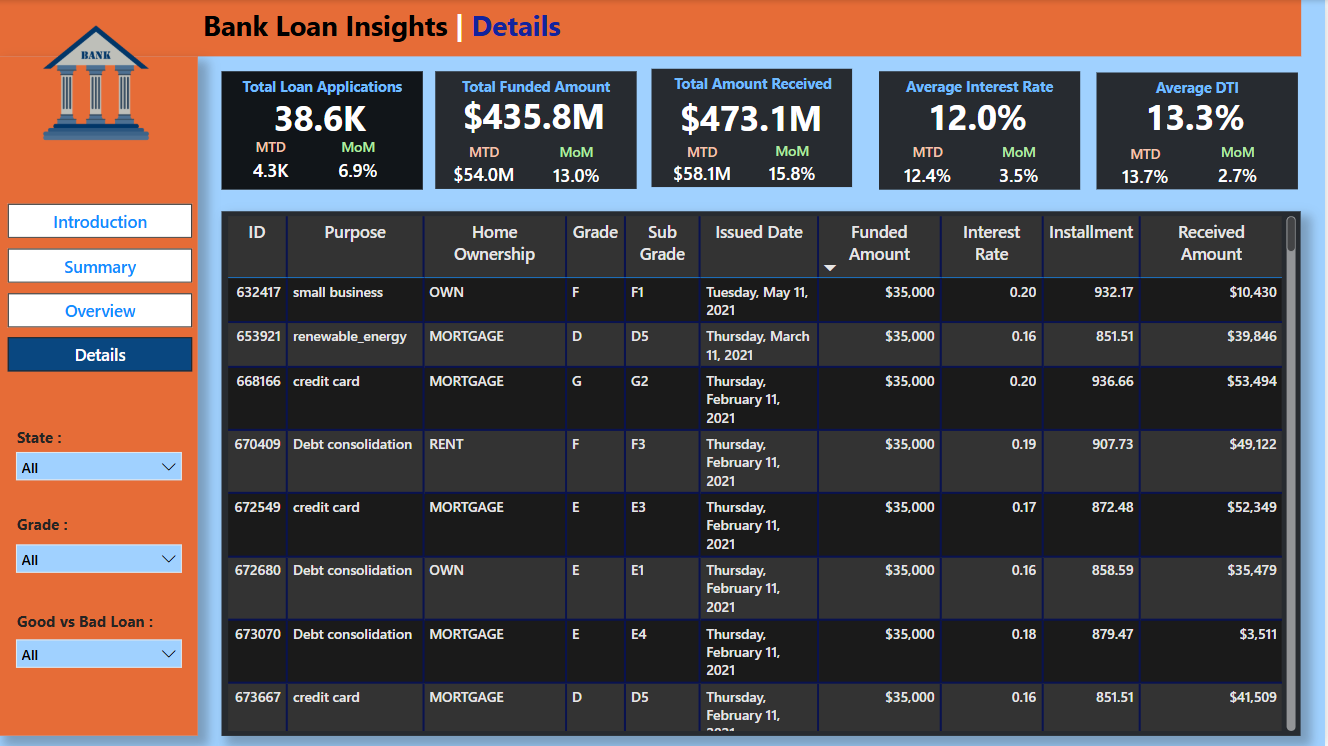 Bank Loan Insights | Details
BANK
Total Loan Applications
38.6K
MTD MoM
4.3K 6.9%
Total Funded Amount
$435.8M
MTD MoM
$54.0M 13.0%
Total Amount Received
$473.1M
MTD MoM
$58.1M 15.8%
Average Interest Rate
12.0%
MTD MoM
12.4% 3.5%
Average DTI
13.3%
MTD MoM
13.7% 2.7%
Introduction
Summary
Overview
Details
State :
All
Grade :
All
Good vs Bad Loan :
All
ID Purpose Home Grade Sub Issued Date Funded Interest Installment Received
Ownership Grade Amount Rate Amount
632417 small business OWN F F1 Tuesday, May 11, $35,000 0.20 932.17 $10,430
2021
653921 renewable_energy MORTGAGE D D5 Thursday, March $35,000 0.16 851.51 $39,846
11, 2021
668166 credit card MORTGAGE G G2 Thursday, $35,000 0.20 936.66 $53,494
February 11,
2021
670409 Debt consolidation RENT F F3 Thursday, $35,000 0.19 907.73 $49,122
February 11,
2021
672549 credit card MORTGAGE E E3 Thursday, $35,000 0.17 872.48 $52,349
February 11,
2021
672680 Debt consolidation OWN E E1 Thursday, $35,000 0.16 858.59 $35,479
February 11,
2021
673070 Debt consolidation MORTGAGE E E4 Thursday, $35,000 0.18 879.47 $3,511
February 11,
2021
673667 credit card MORTGAGE D D5 Thursday, $35,000 0.16 851.51 $41,509
February 11,